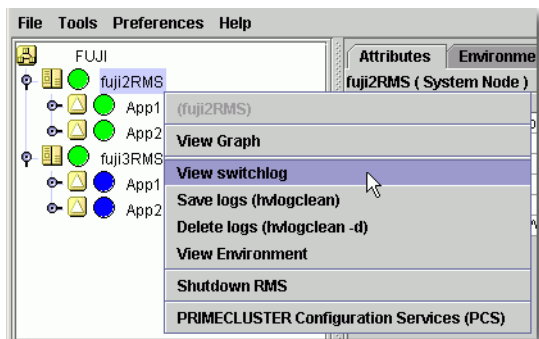 File Tools Preferences Help
FUJI
fuji2RMS
App1
App2
fuji3RMS
App1
App2
Attributes Environme
fuji2RMS ( System Node )
(fuji2RMS)
View Graph
View switchlog
Save logs (hvlogclean)
Delete logs (hvlogclean -d)
View Environment
Shutdown RMS
PRIMECLUSTER Configuration Services (PCS)